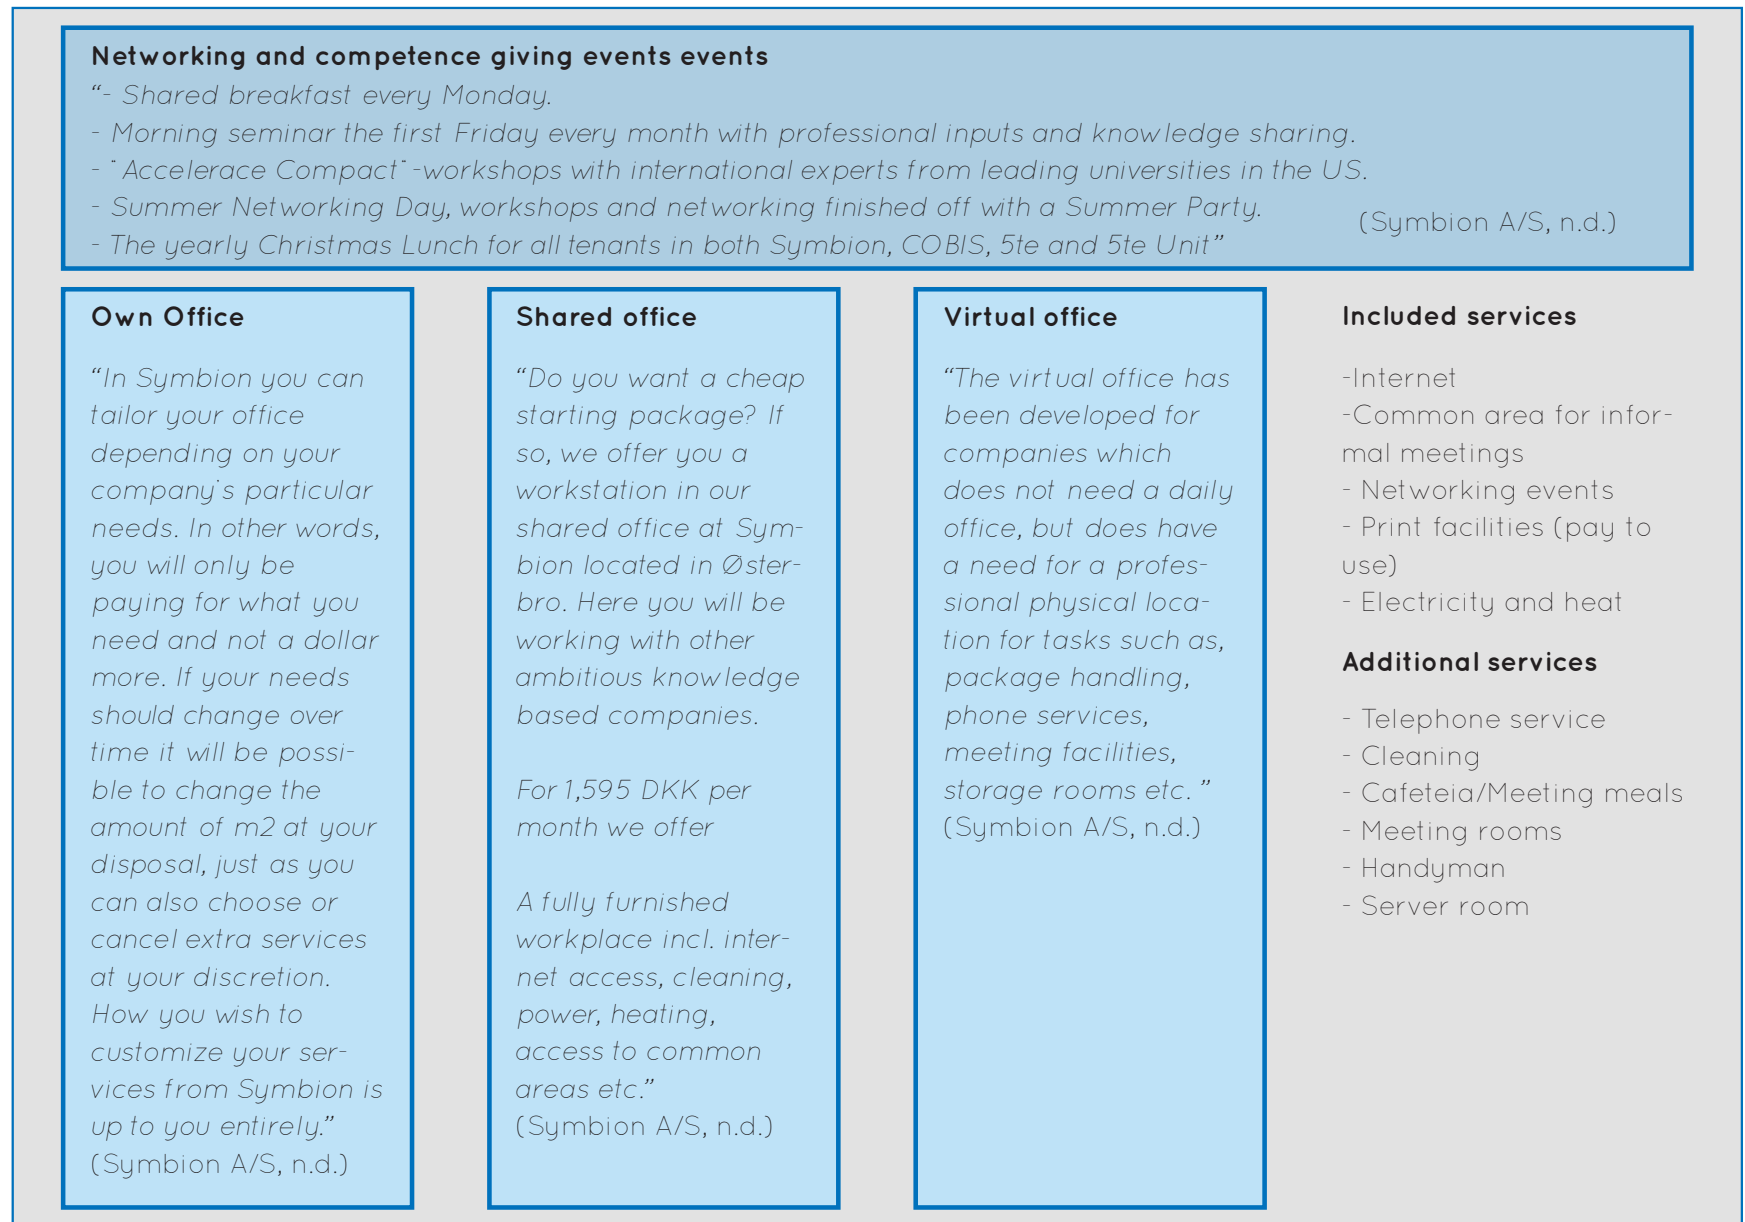 Networking and competence giving events events
“- Shared breakfast every Monday.
- Morning seminar the first Friday every month with professional inputs and knowledge sharing.
- ˙Accelerace Compact˙-workshops with international experts from leading universities in the US.
- Summer Networking Day, workshops and networking finished off with a Summer Party.
(Symbion A/S, n.d.)
- The yearly Christmas Lunch for all tenants in both Symbion, COBIS, 5te and 5te Unit”
Own Office
“In Symbion you can
tailor your office
depending on your
company˙s particular
needs. In other words,
you will only be
paying for what you
need and not a dollar
more. If your needs
should change over
time it will be possi-
ble to change the
amount of m2 at your
disposal, just as you
can also choose or
cancel extra services
at your discretion.
How you wish to
customize your ser-
vices from Symbion is
up to you entirely.”
(Symbion A/S, n.d.)
Shared office
“Do you want a cheap
starting package? If
so, we offer you a
workstation in our
shared office at Sym-
bion located in Øster-
bro. Here you will be
working with other
ambitious knowledge
based companies.
For 1,595 DKK per
month we offer
A fully furnished
workplace incl. inter-
net access, cleaning,
power, heating,
access to common
areas etc.”
(Symbion A/S, n.d.)
Virtual office
“The virtual office has
been developed for
companies which
does not need a daily
office, but does have
a need for a profes-
sional physical loca-
tion for tasks such as,
package handling,
phone services,
meeting facilities,
storage rooms etc. ”
(Symbion A/S, n.d.)
Included services
-Internet
-Common area for infor-
mal meetings
- Networking events
- Print facilities (pay to
use)
- Electricity and heat
Additional services
- Telephone service
- Cleaning
- Cafeteia/Meeting meals
- Meeting rooms
- Handyman
- Server room